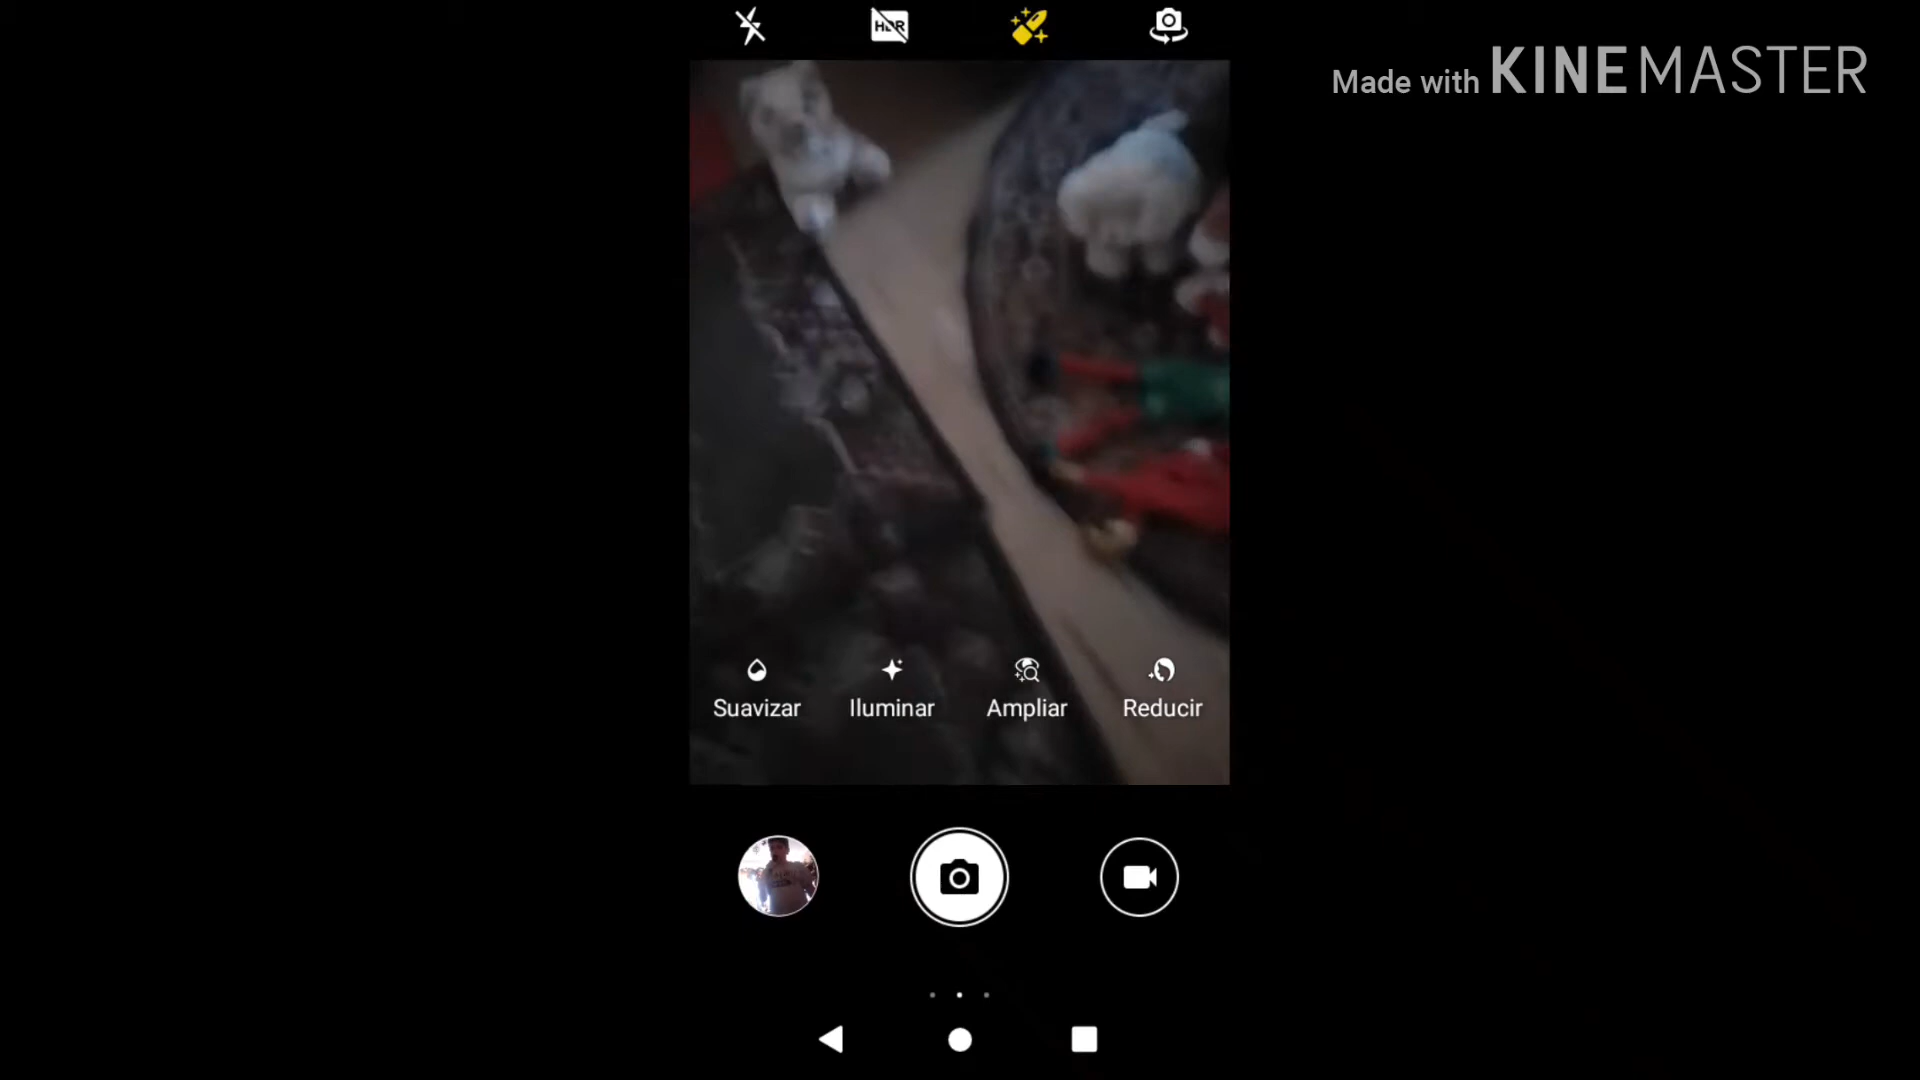 HDR
Made with KINEMASTER
Suavizar
Iluminar
Ampliar
Reducir